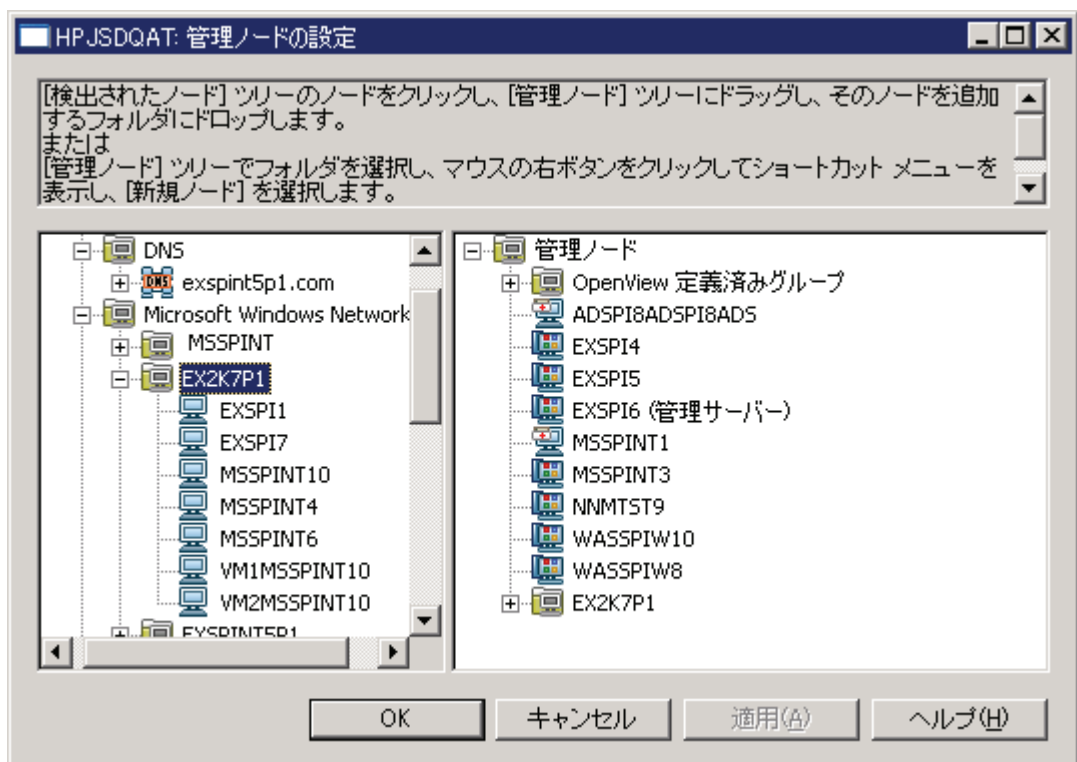 HPJSDQAT: 管理ノードの設定
[検出されたノード] ツリーのノードをクリックし、[管理ノード] ツリーにドラッグし、そのノードを追加
するフォルダにドロップします。
または
[管理ノード] ツリーでフォルダを選択し、マウスの右ボタンをクリックしてショートカット メニューを
表示し、[新規ノード] を選択します。
DNS
DNS exspint5p1.com
Microsoft Windows Network
MSSPINT
EX2K7P1
EXSPI1
EXSPI7
MSSPINT10
MSSPINT4
MSSPINT6
VM1MSSPINT10
VM2MSSPINT10
EXSPINT5P1
管理ノード
OpenView 定義済みグループ
ADSPI8ADSPI8ADS
EXSPI4
EXSPI5
EXSPI6 (管理サーバー)
MSSPINT1
MSSPINT3
NNMTST9
WASSPIW10
WASSPIW8
EX2K7P1
OK
キャンセル
適用(A)
ヘルプ(H)